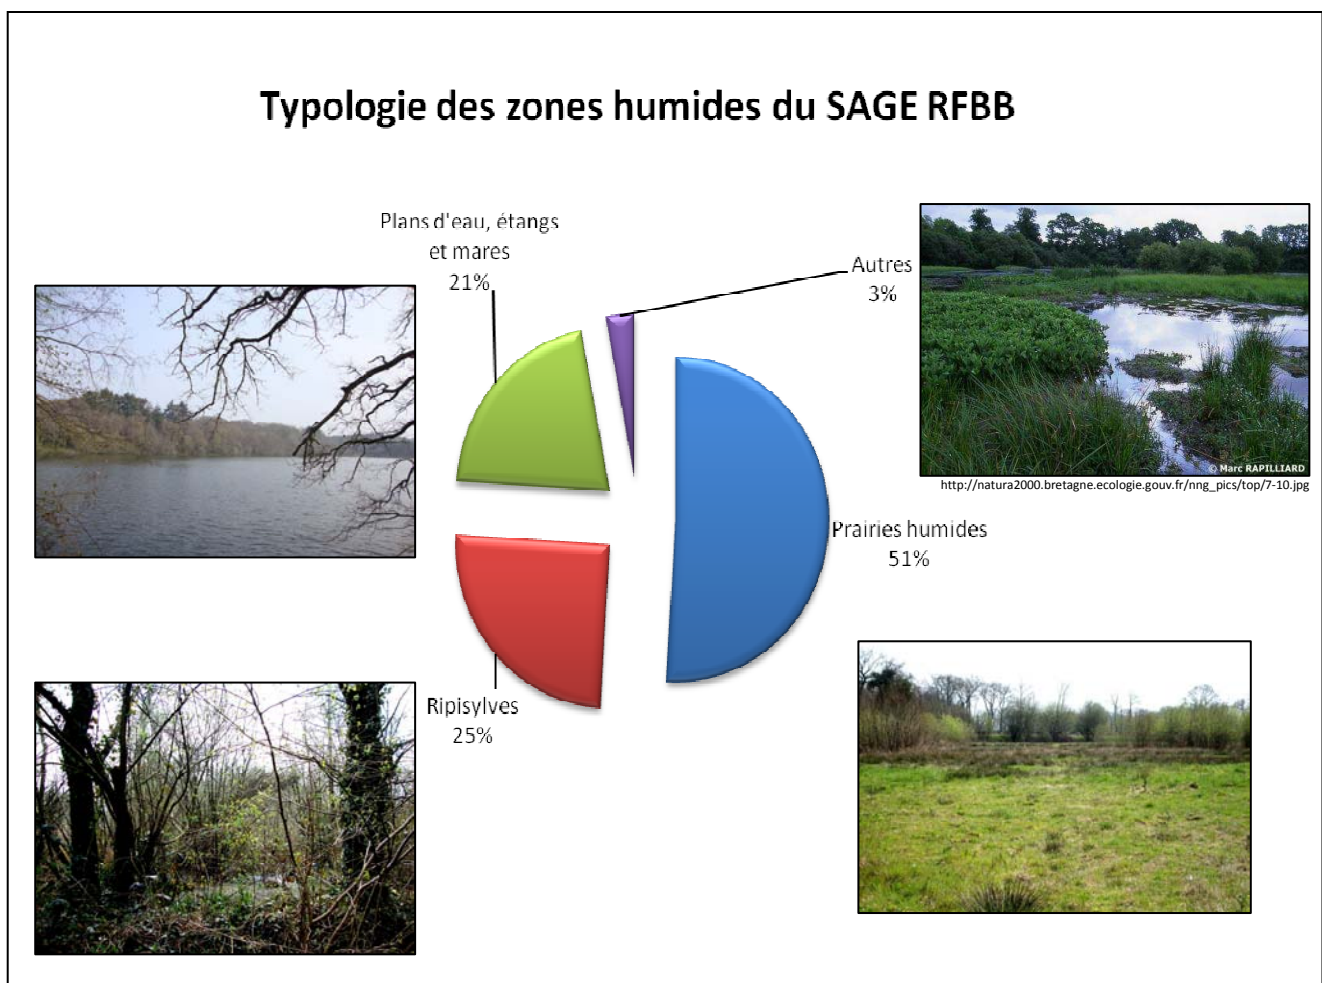 Typologie des zones humides du SAGE RFBB
Plans d'eau, étangs
et mares
21%
Autres
3%
© Marc RAPILLIARD
http://natura2000.bretagne.ecologie.gouv.fr/nng_pics/top/7-10.jpg
Prairies humides
51%
Ripisylves
25%